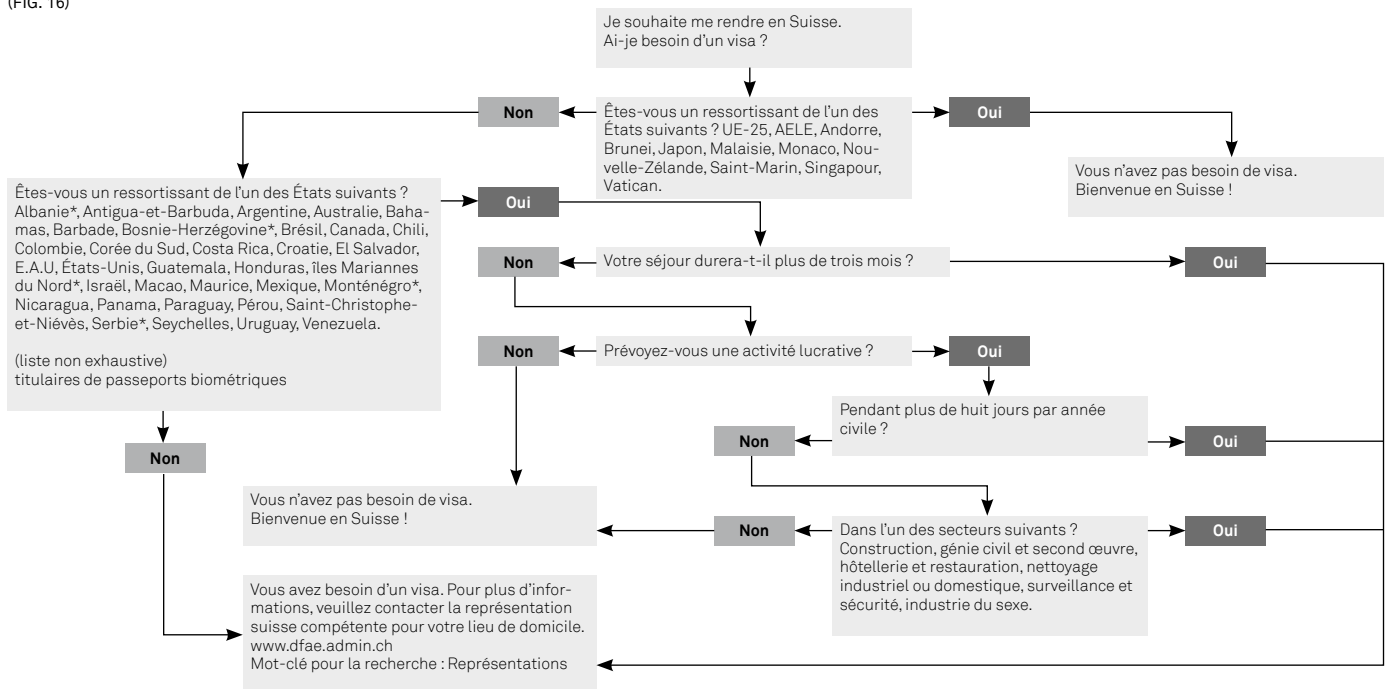 (FIG. 16)
Je souhaite me rendre en Suisse.
Ai-je besoin d'un visa ?
Non
Êtes-vous un ressortissant de l'un des
États suivants ? UE-25, AELE, Andorre,
Brunei, Japon, Malaisie, Monaco, Nou-
velle-Zélande, Saint-Marin, Singapour,
Vatican.
Oui
Vous n'avez pas besoin de visa.
Bienvenue en Suisse !
Êtes-vous un ressortissant de l'un des États suivants ?
Albanie*, Antigua-et-Barbuda, Argentine, Australie, Baha-
mas, Barbade, Bosnie-Herzégovine*, Brésil, Canada, Chili,
Colombie, Corée du Sud, Costa Rica, Croatie, El Salvador,
E.A.U, États-Unis, Guatemala, Honduras, îles Mariannes
du Nord*, Israël, Macao, Maurice, Mexique, Monténégro*,
Nicaragua, Panama, Paraguay, Pérou, Saint-Christophe-
et-Niévès, Serbie*, Seychelles, Uruguay, Venezuela.
(liste non exhaustive)
titulaires de passeports biométriques
Oui
Non
Votre séjour durera-t-il plus de trois mois ?
Oui
Non
Prévoyez-vous une activité lucrative ?
Oui
Pendant plus de huit jours par année
civile ?
Non
Oui
Non
Vous n'avez pas besoin de visa.
Bienvenue en Suisse !
Non
Dans l'un des secteurs suivants ?
Construction, génie civil et second œuvre,
hôtellerie et restauration, nettoyage
industriel ou domestique, surveillance et
sécurité, industrie du sexe.
Oui
Vous avez besoin d'un visa. Pour plus d'infor-
mations, veuillez contacter la représentation
suisse compétente pour votre lieu de domicile.
www.dfae.admin.ch
Mot-clé pour la recherche : Représentations